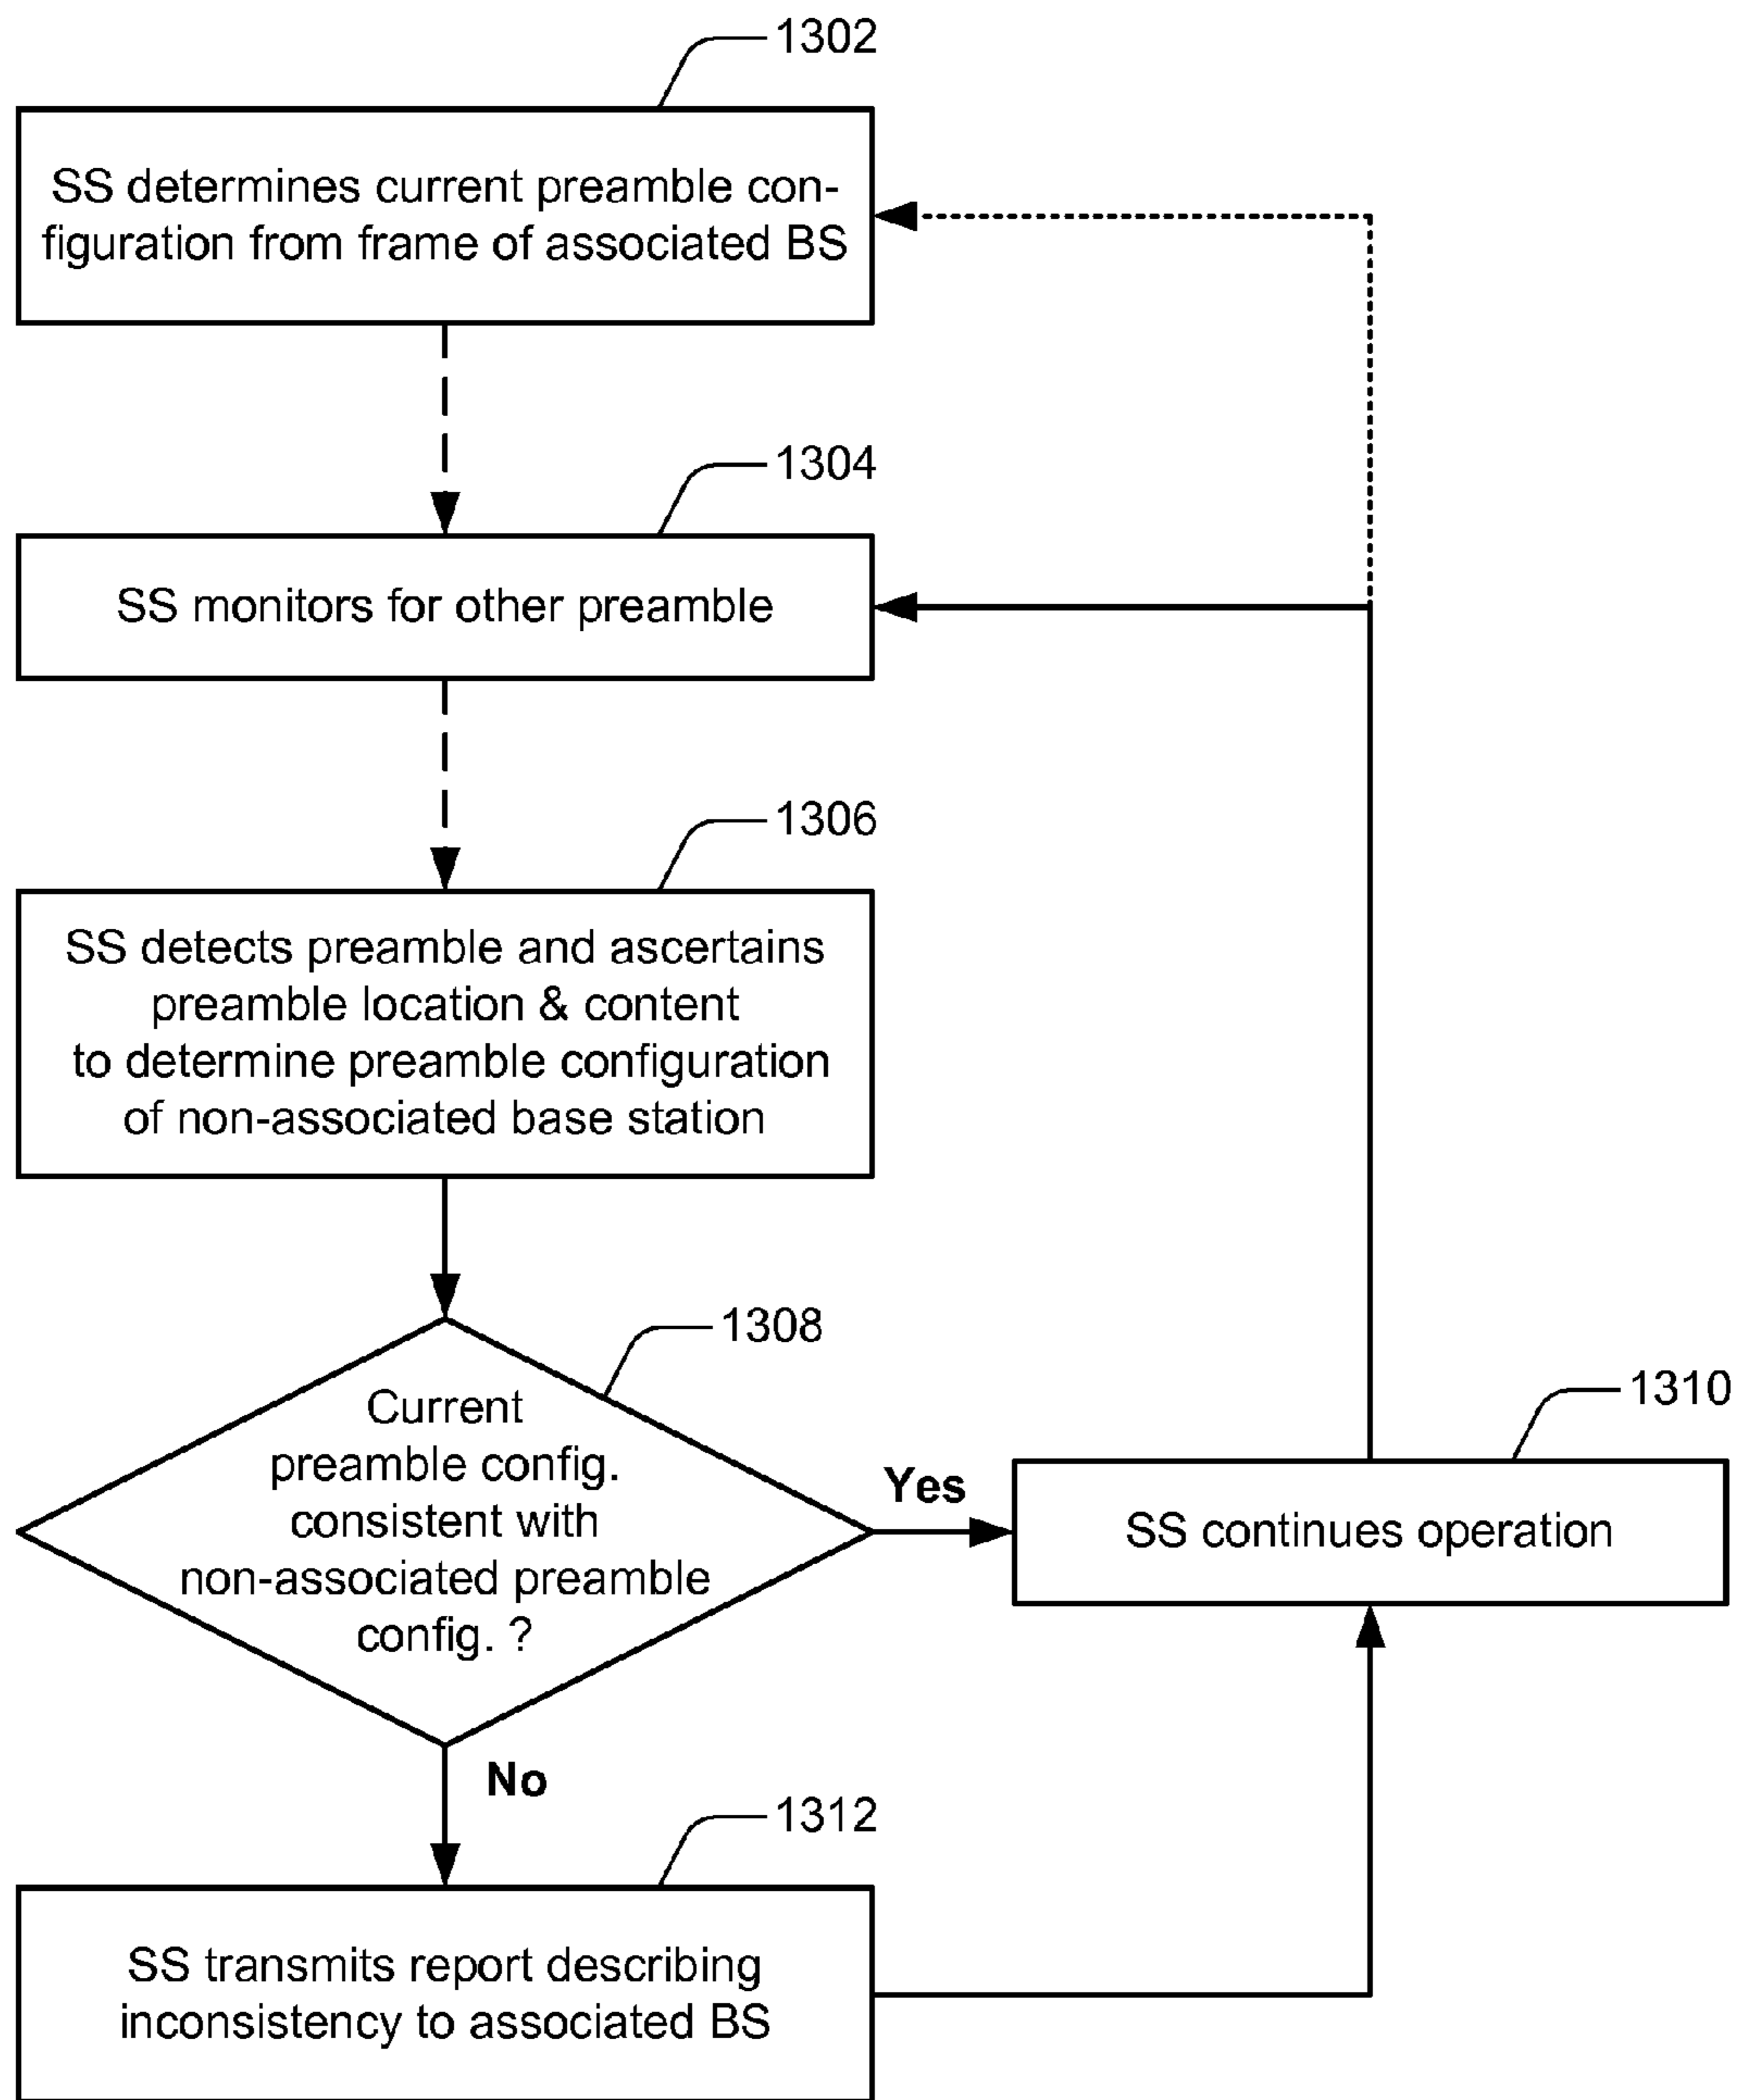 1302
SS determines current preamble con-
figuration from frame of associated BS
1304
SS monitors for other preamble
1306
SS detects preamble and ascertains
preamble location & content
to determine preamble configuration
of non-associated base station
1308
Current
preamble config.
consistent with
non-associated preamble
config. ?
Yes
1310
SS continues operation
No
1312
SS transmits report describing
inconsistency to associated BS